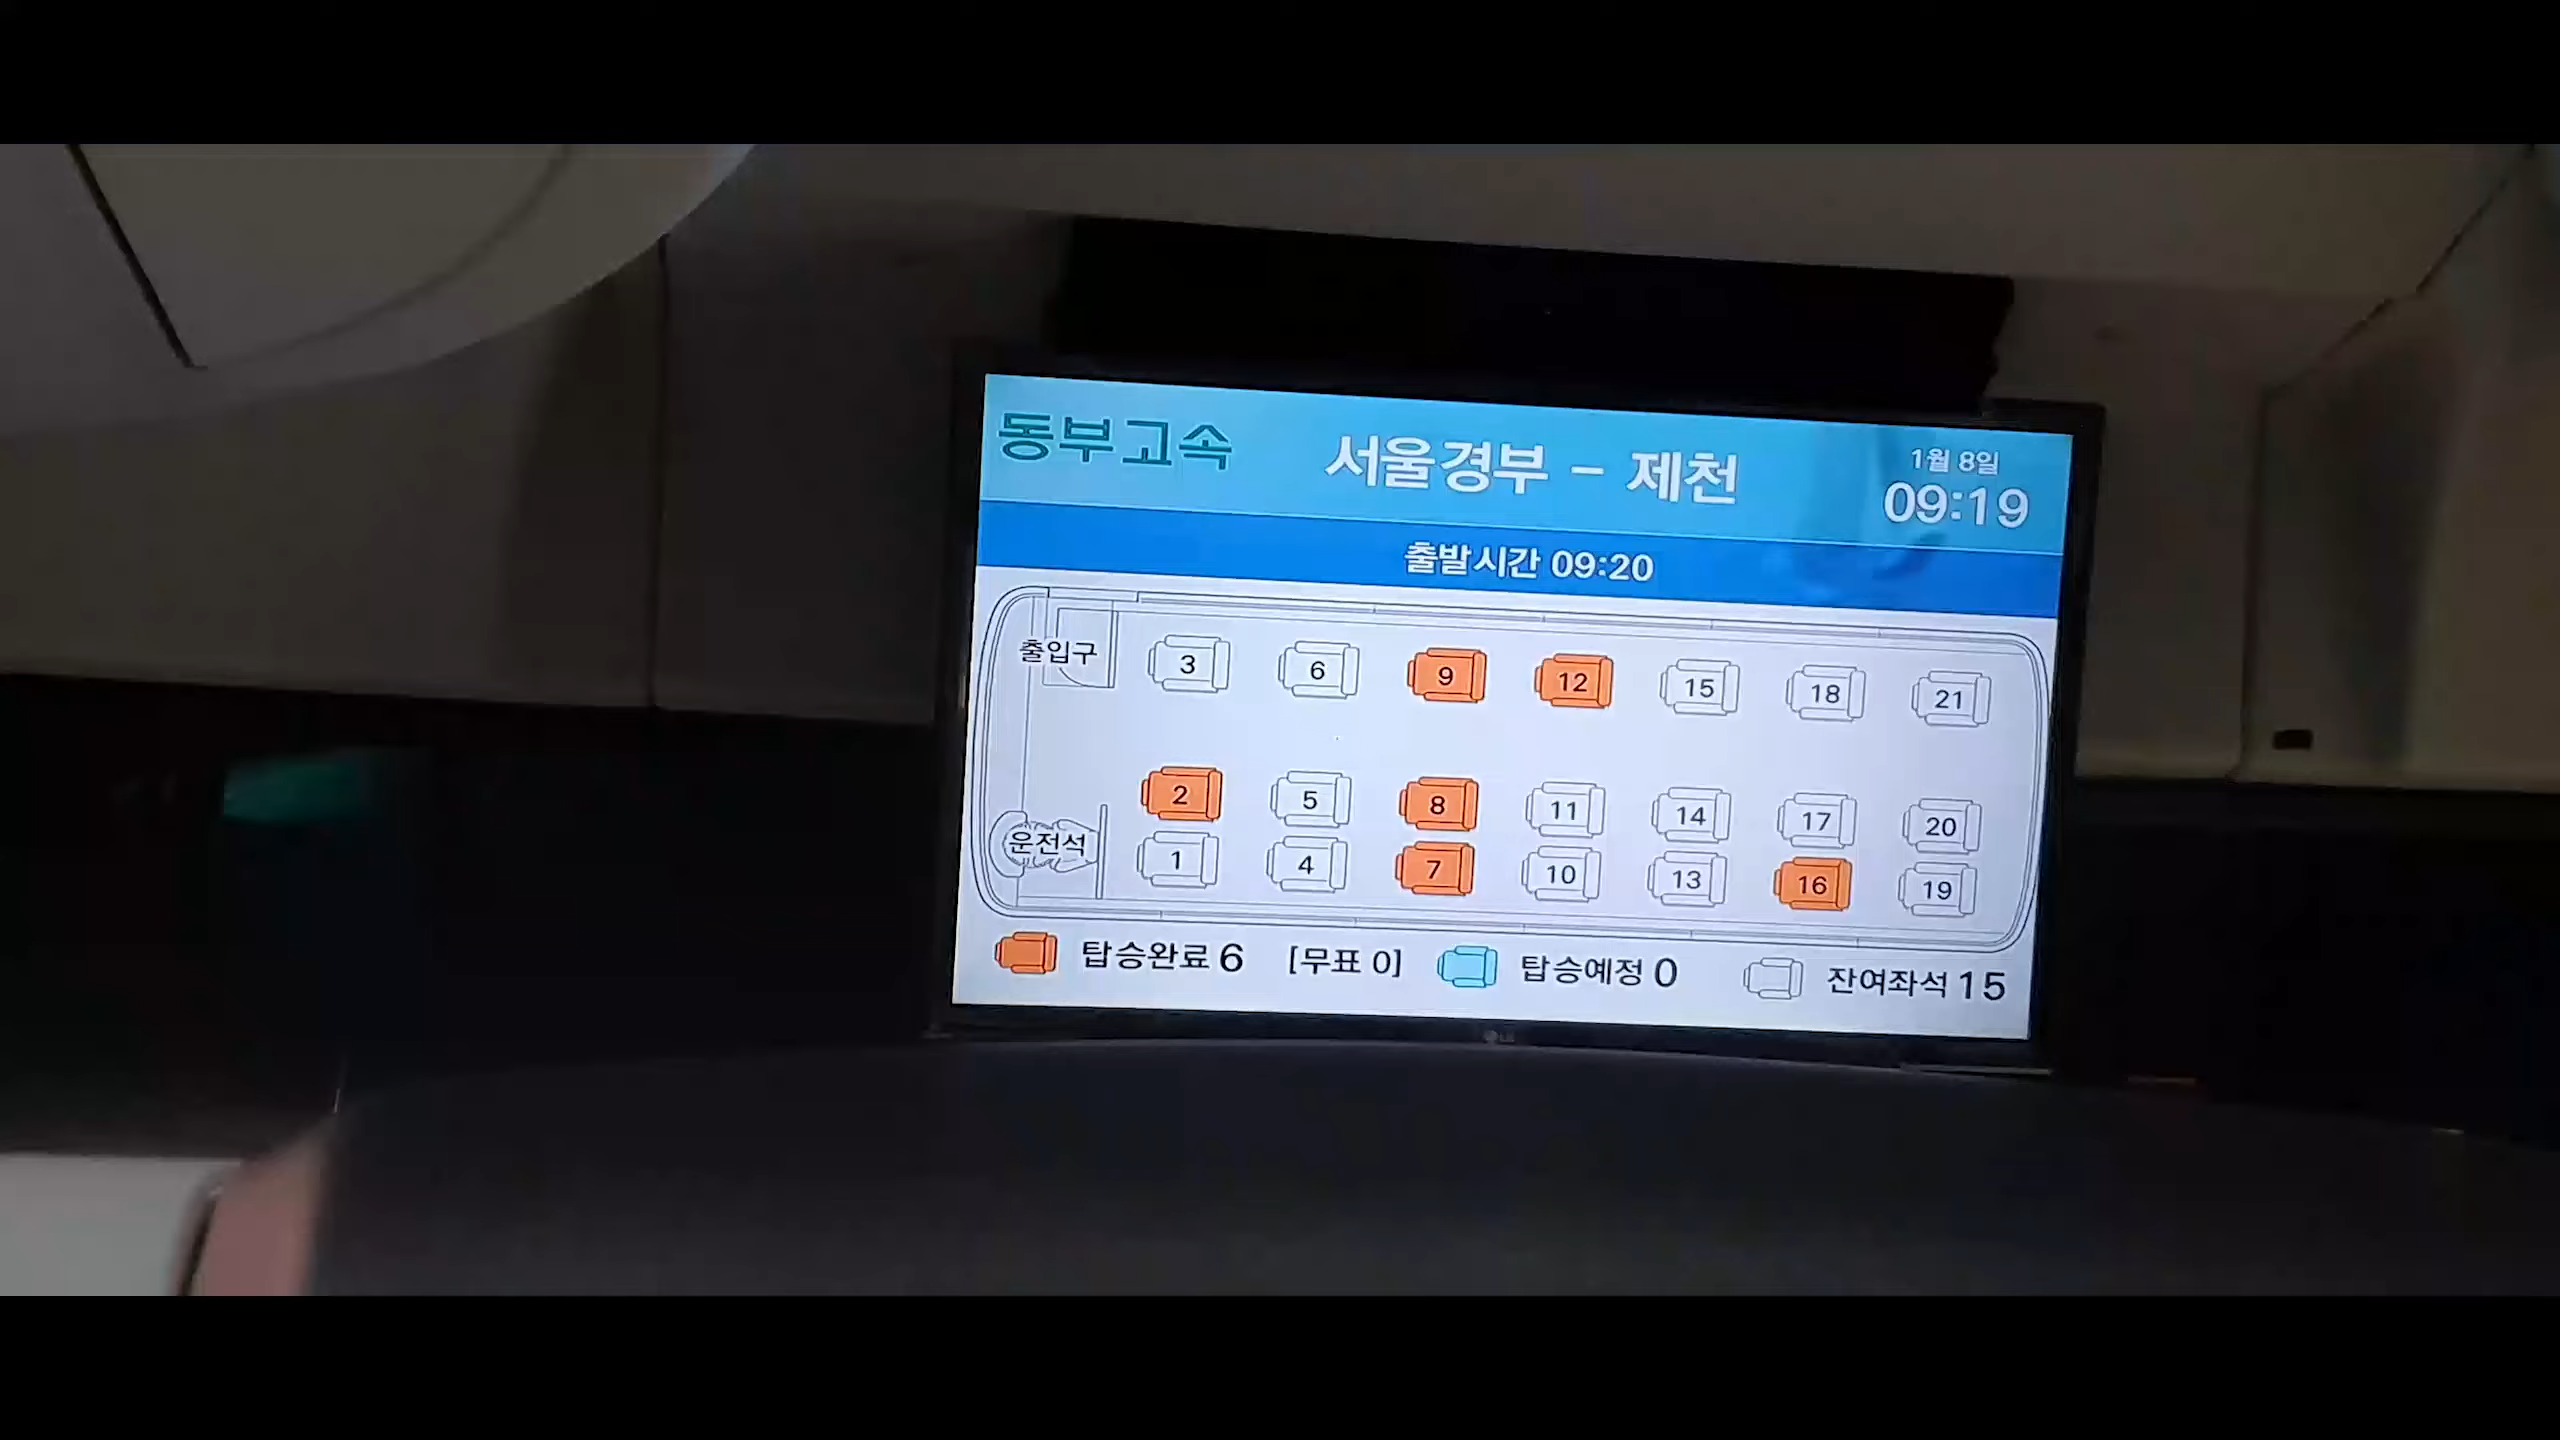 동부고속
서울경부 - 제천
1월 8일
09:19
출발시간 09:20
출입구
3 6 9 12 15 18 21
2 5 8 11 14 17 20
운전석
1 4 7 10 13 16 19
탑승완료 6 [무표 0] 탑승예정 0 잔여좌석 15
LG